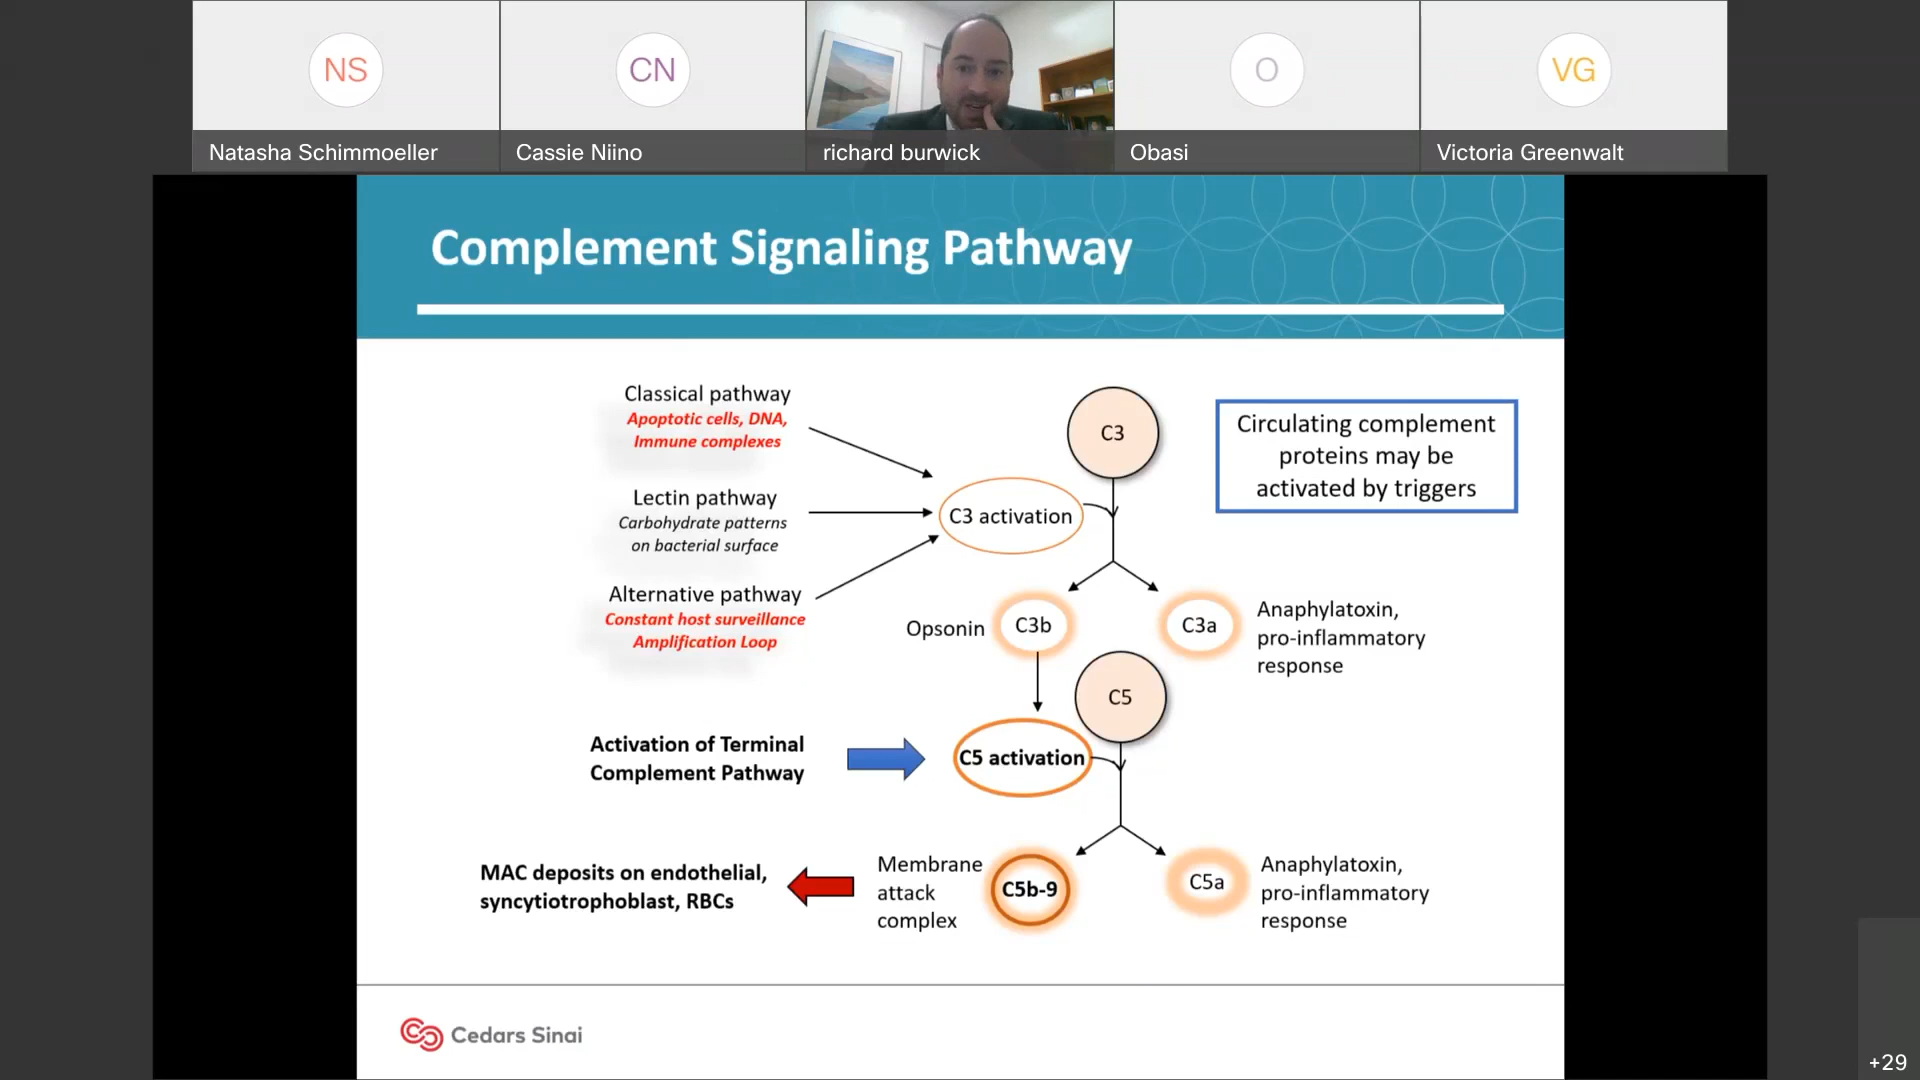 NS
CN
O
VG
Natasha Schimmoeller
Cassie Niino
richard burwick
Obasi
Victoria Greenwalt
Complement Signaling Pathway
Classical pathway
Apoptotic cells, DNA,
Immune complexes
Lectin pathway
Carbohydrate patterns
on bacterial surface
Alternative pathway
Constant host surveillance
Amplification Loop
C3
C3 activation
Circulating complement
proteins may be
activated by triggers
Opsonin
C3b
C3a
Anaphylatoxin,
pro-inflammatory
response
C5
Activation of Terminal
Complement Pathway
C5 activation
MAC deposits on endothelial,
syncytiotrophoblast, RBCs
Membrane
attack
complex
C5b-9
C5a
Anaphylatoxin,
pro-inflammatory
response
Cedars Sinai
+29